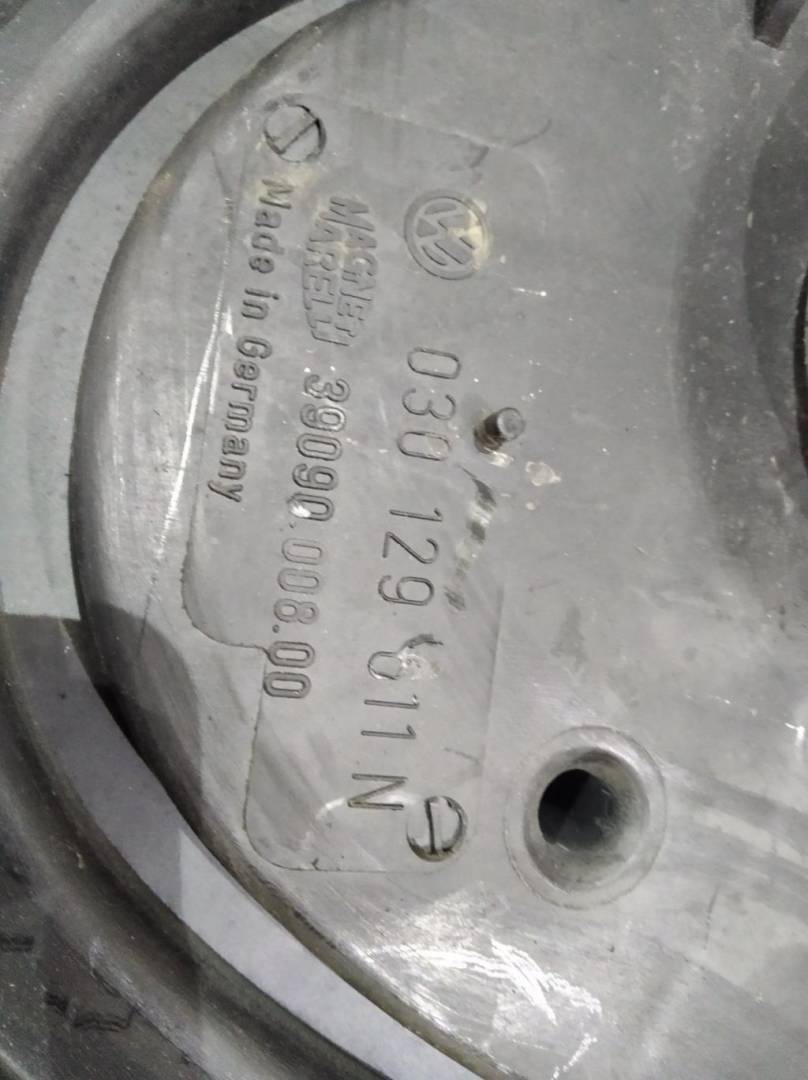 030 129 611 N
MAGNETI
MARELLI 39090.008.00
Made in Germany